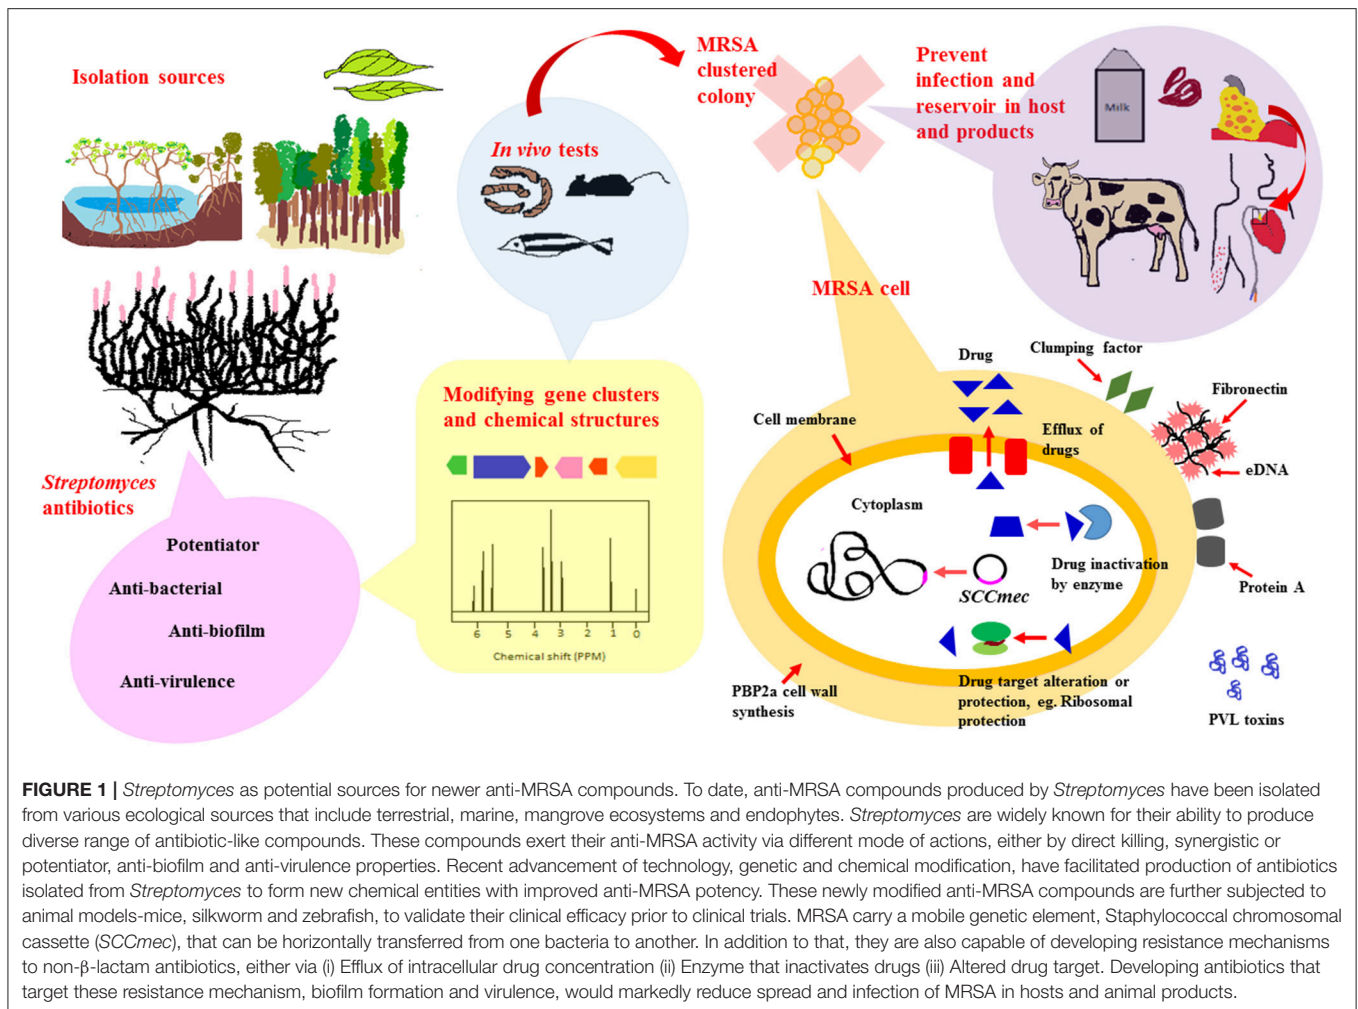 Isolation sources
In vivo tests
MRSA
clustered
colony
Prevent
infection and
reservoir in host
and products
Milk
MRSA cell
Modifying gene clusters
and chemical structures
6 5 4 3 2 1 0
Chemical shift (PPM)
Streptomyces
antibiotics
Potentiator
Anti-bacterial
Anti-biofilm
Anti-virulence
Drug
Clumping factor
Fibronectin
Cell membrane
Efflux of
drugs
eDNA
Cytoplasm
Drug inactivation
by enzyme
SCCmec
Protein A
PBP2a cell wall
synthesis
Drug target alteration or
protection, eg. Ribosomal
protection
PVL toxins
FIGURE 1 | Streptomyces as potential sources for newer anti-MRSA compounds. To date, anti-MRSA compounds produced by Streptomyces have been isolated
from various ecological sources that include terrestrial, marine, mangrove ecosystems and endophytes. Streptomyces are widely known for their ability to produce
diverse range of antibiotic-like compounds. These compounds exert their anti-MRSA activity via different mode of actions, either by direct killing, synergistic or
potentiator, anti-biofilm and anti-virulence properties. Recent advancement of technology, genetic and chemical modification, have facilitated production of antibiotics
isolated from Streptomyces to form new chemical entities with improved anti-MRSA potency. These newly modified anti-MRSA compounds are further subjected to
animal models-mice, silkworm and zebrafish, to validate their clinical efficacy prior to clinical trials. MRSA carry a mobile genetic element, Staphylococcal chromosomal
cassette (SCCmec), that can be horizontally transferred from one bacteria to another. In addition to that, they are also capable of developing resistance mechanisms
to non-β-lactam antibiotics, either via (i) Efflux of intracellular drug concentration (ii) Enzyme that inactivates drugs (iii) Altered drug target. Developing antibiotics that
target these resistance mechanism, biofilm formation and virulence, would markedly reduce spread and infection of MRSA in hosts and animal products.